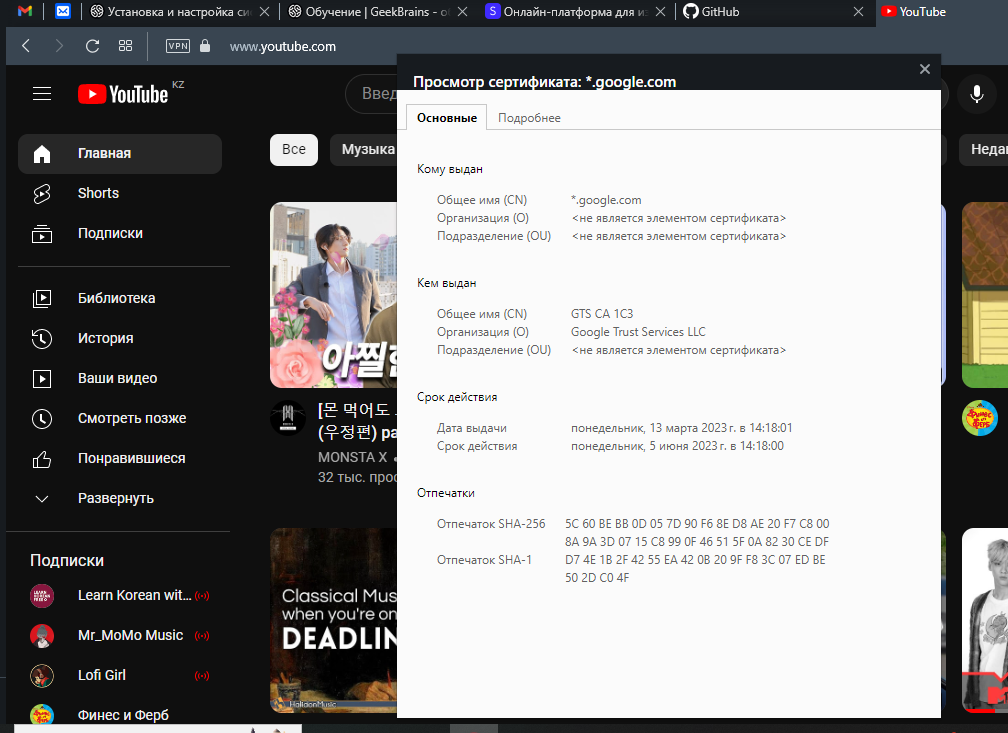 Установка и настройка си
Обучение | GeekBrains - о
Онлайн-платформа для из
GitHub
YouTube
VPN
www.youtube.com
YouTube KZ
Введ
Просмотр сертификата: *.google.com
Основные
Подробнее
Главная
Shorts
Подписки
Библиотека
История
Ваши видео
Смотреть позже
Понравившиеся
Развернуть
Подписки
Learn Korean wit...
Mr_MoMo Music
Lofi Girl
Финес и Ферб
Все
Музыка
Недав
아찔한
[몬 먹어도
(우정편) pa
MONSTA X
32 тыс. прос
Classical Mus
when you're on
DEADLIN
HalidonMusic
Кому выдан
Общее имя (CN) *.google.com
Организация (O) <не является элементом сертификата>
Подразделение (OU) <не является элементом сертификата>
Кем выдан
Общее имя (CN) GTS CA 1C3
Организация (O) Google Trust Services LLC
Подразделение (OU) <не является элементом сертификата>
Срок действия
Дата выдачи понедельник, 13 марта 2023 г. в 14:18:01
Срок действия понедельник, 5 июня 2023 г. в 14:18:00
Отпечатки
Отпечаток SHA-256 5C 60 BE BB 0D 05 7D 90 F6 8E D8 AE 20 F7 C8 00
8A 9A 3D 07 15 C8 99 0F 46 51 5F 0A 82 30 CE DF
Отпечаток SHA-1 D7 4E 1B 2F 42 55 EA 42 0B 20 9F F8 3C 07 ED BE
50 2D C0 4F